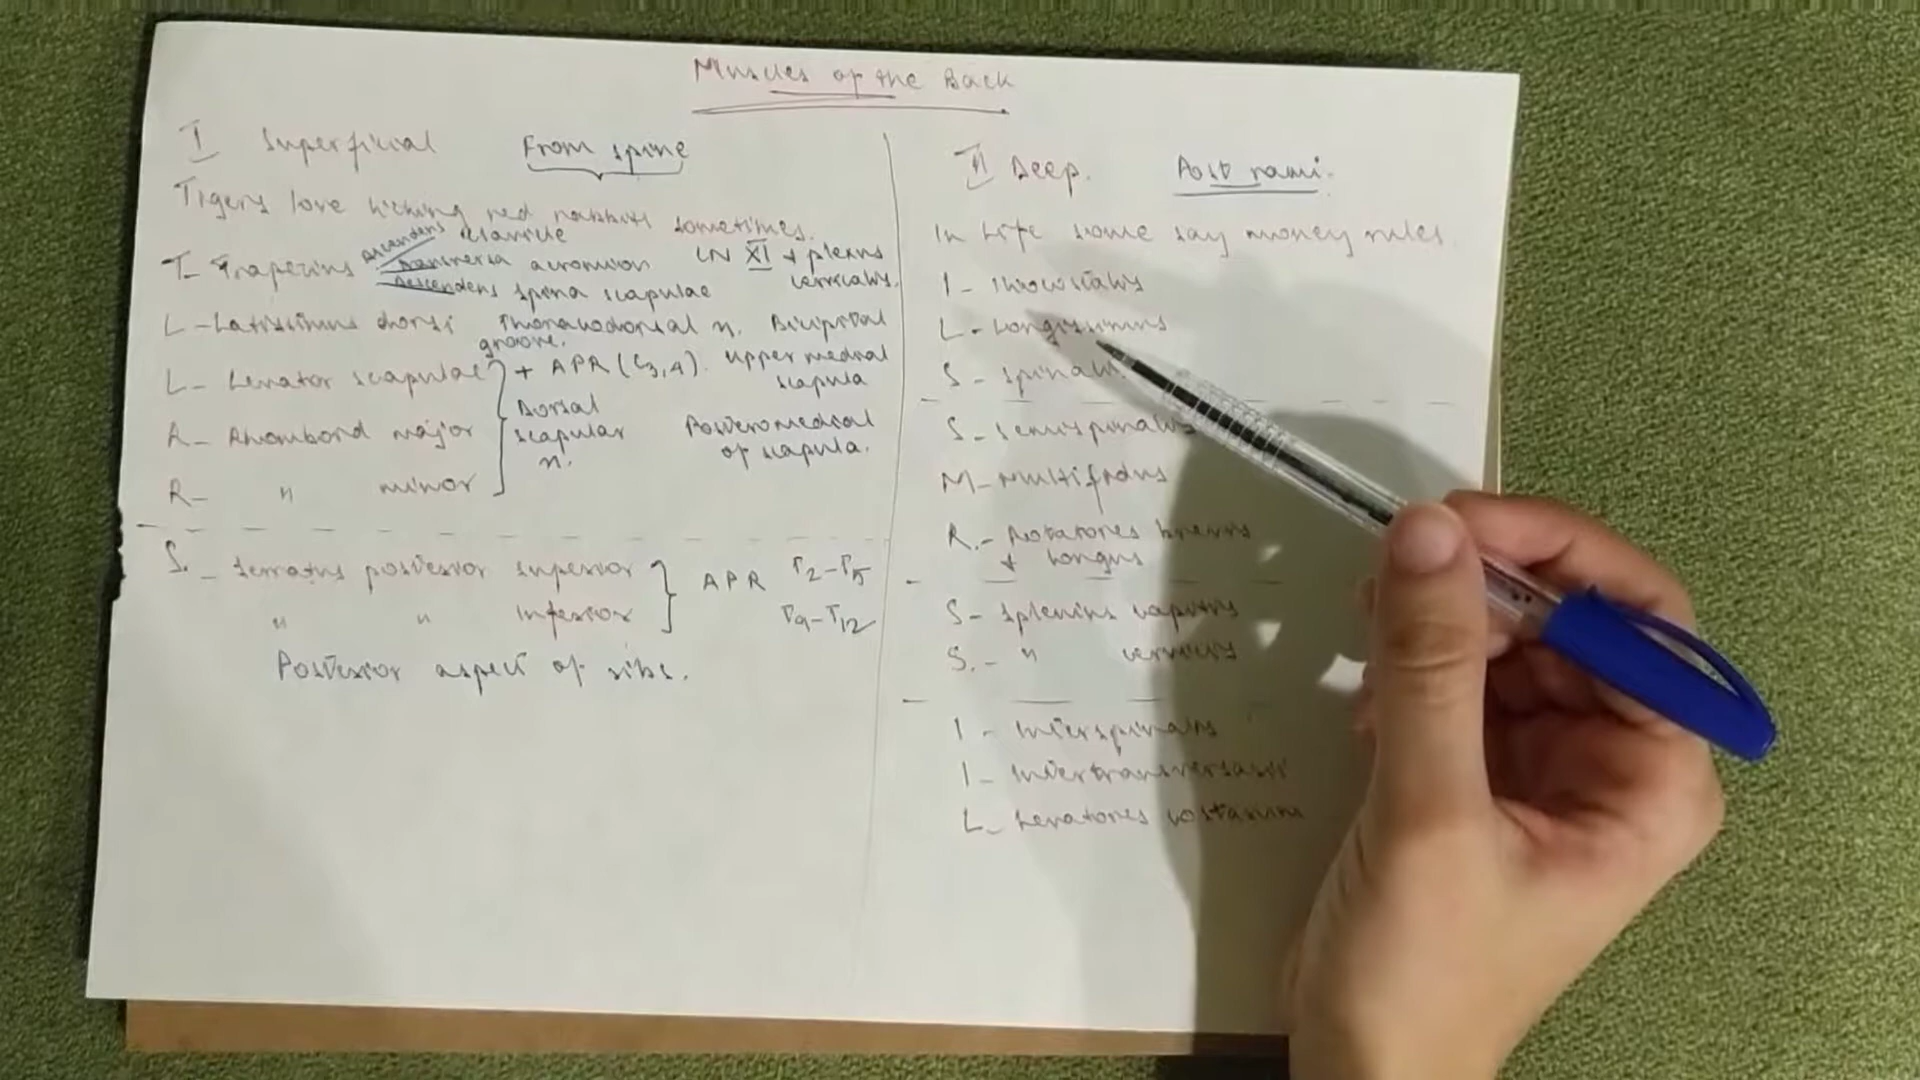 Muscles of the Back
I Superficial From spine
Tigers love kicking red rabbits sometimes.
T- Trapezius Ascendens clavicle
Transversa acromion CN XI + plexus cervicalis.
Descendens spina scapulae
L - Latissimus dorsi Thoracodorsal n. Bicipital groove.
L - Levator scapulae + APR (C3,4). upper medial scapula
R - Rhomboid major Dorsal scapular n. Posteromedial of scapula.
R - " minor
S. - Serratus posterior superior APR T2-T5
" " Inferior T9-T12
Posterior aspect of ribs.
II Deep. Post rami.
In Life some say money rules
I - Iliocostalis
L - Longissimus
S - Spinalis
S - Semispinalis
M - Multifidus
R. - Rotatores brevis
+ Longus
S - Splenius capitis
S. - " cervicis
I - Interspinalis
I - Intertransversarii
L - Levatores costarum